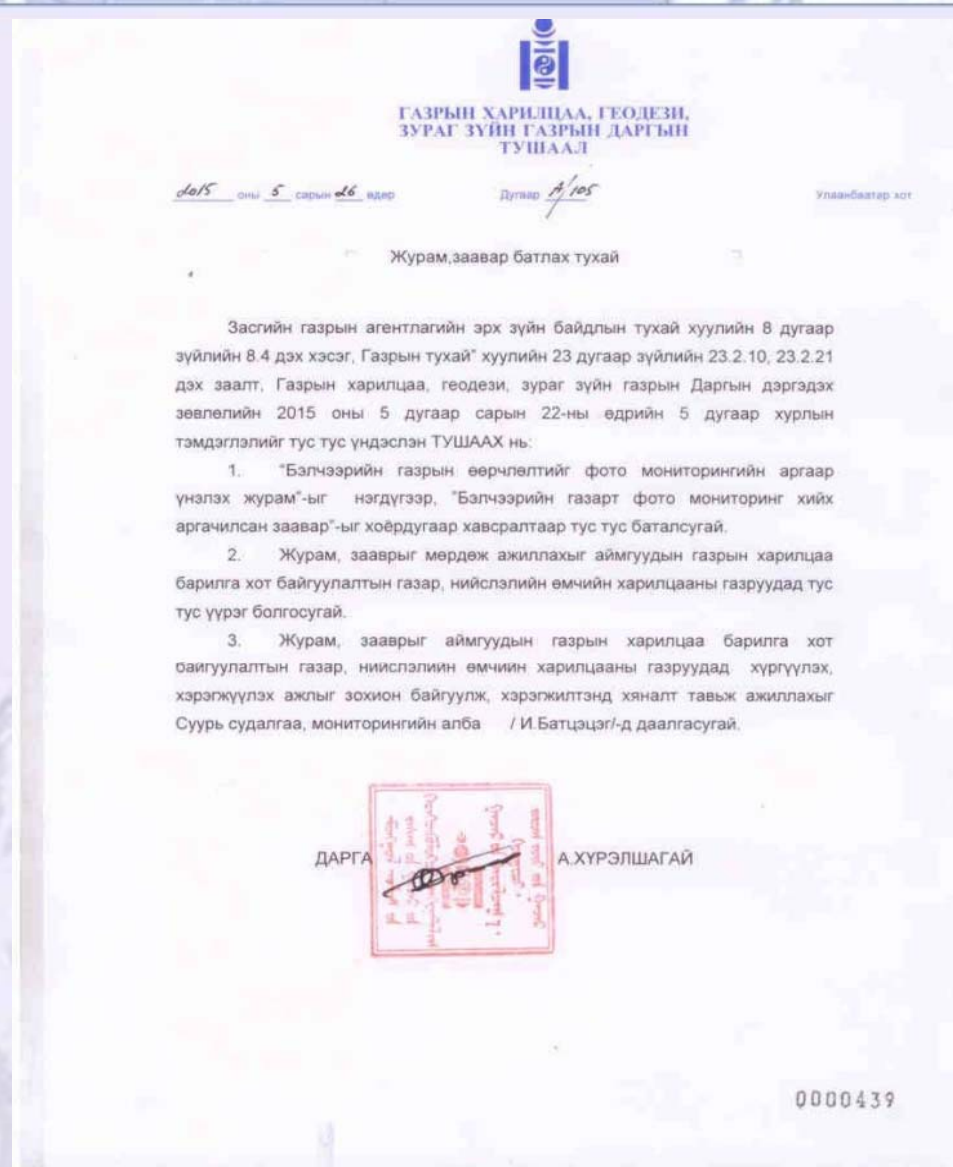 ГАЗРЫН ХАРИЛЦАА, ГЕОДЕЗИ,
ЗУРАГ ЗҮЙН ГАЗРЫН ДАРГЫН
ТУШААЛ
2015 оны 5 сарын 26 өдөр Дугаар А/105 Улаанбаатар хот
Журам,заавар батлах тухай
Засгийн газрын агентлагийн эрх зүйн байдлын тухай хуулийн 8 дугаар
зүйлийн 8.4 дэх хэсэг, Газрын тухай" хуулийн 23 дугаар зүйлийн 23.2.10, 23.2.21
дэх заалт, Газрын харилцаа, геодези, зураг зүйн газрын Даргын дэргэдэх
зөвлөлийн 2015 оны 5 дугаар сарын 22-ны өдрийн 5 дугаар хурлын
тэмдэглэлийг тус тус үндэслэн ТУШААХ нь:
1. "Бэлчээрийн газрын өөрчлөлтийг фото мониторингийн аргаар
үнэлэх журам"-ыг нэгдүгээр, "Бэлчээрийн газарт фото мониторинг хийх
аргачилсан заавар"-ыг хоёрдугаар хавсралтаар тус тус баталсугай.
2. Журам, зааврыг мөрдөж ажиллахыг аймгуудын газрын харилцаа
барилга хот байгуулалтын газар, нийслэлийн өмчийн харилцааны газруудад тус
тус үүрэг болгосугай.
3. Журам, зааврыг аймгуудын газрын харилцаа барилга хот
байгуулалтын газар, нийслэлийн өмчийн харилцааны газруудад хүргүүлэх,
хэрэгжүүлэх ажлыг зохион байгуулж, хэрэгжилтэнд хяналт тавьж ажиллахыг
Суурь судалгаа, мониторингийн алба / И.Батцэцэг/-д даалгасугай.
ДАРГА А.ХҮРЭЛШАГАЙ
0000439